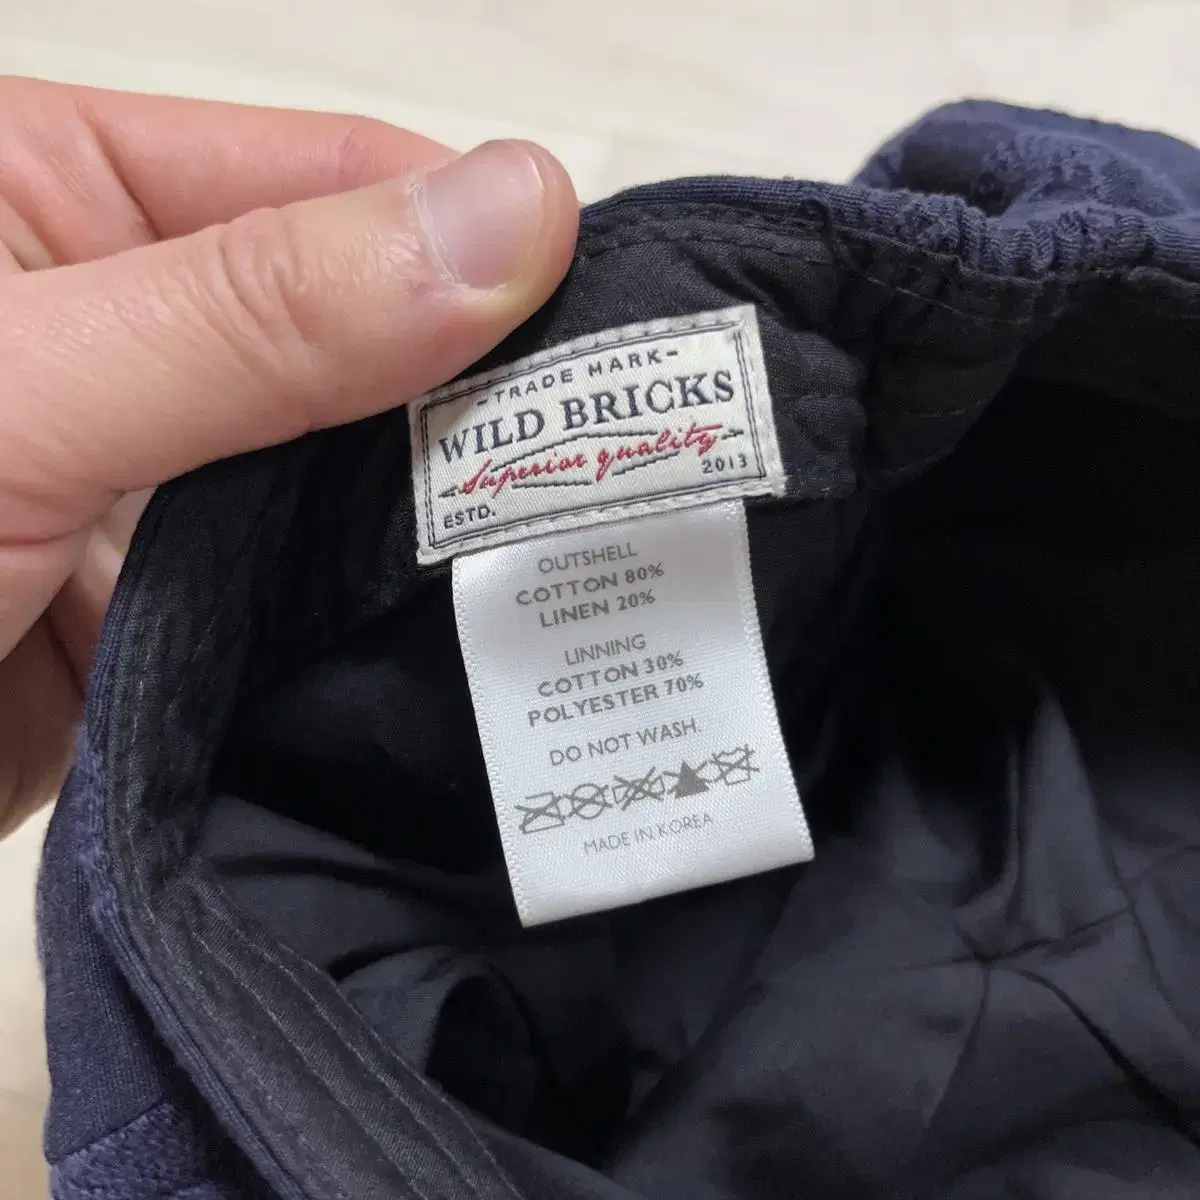 -TRADE MARK-
WILD BRICKS
Superior quality
ESTD. 2013
OUTSHELL
COTTON 80%
LINEN 20%
LINNING
COTTON 30%
POLYESTER 70%
DO NOT WASH.
MADE IN KOREA